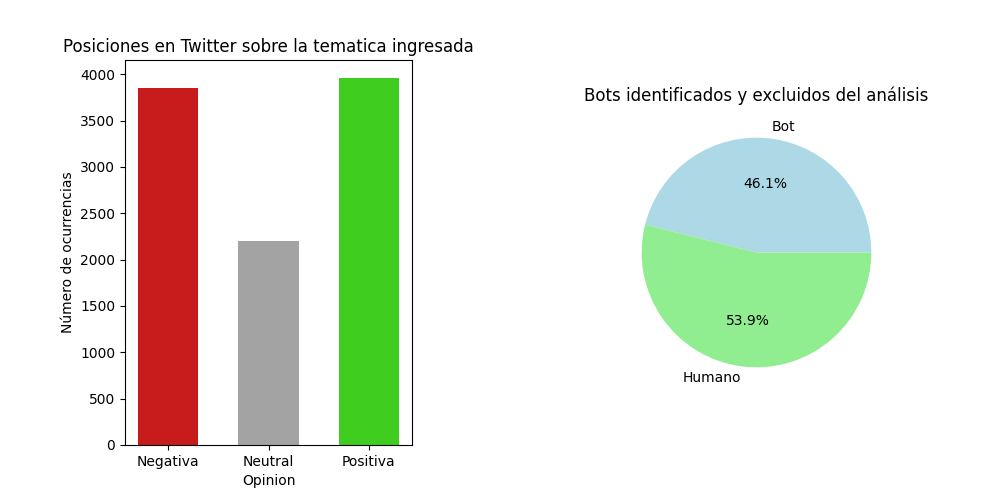 Posiciones en Twitter sobre la tematica ingresada
Número de ocurrencias
4000
3500
3000
2500
2000
1500
1000
500
0
Negativa
Neutral
Positiva
Opinion
Bots identificados y excluidos del análisis
Bot
46.1%
53.9%
Humano